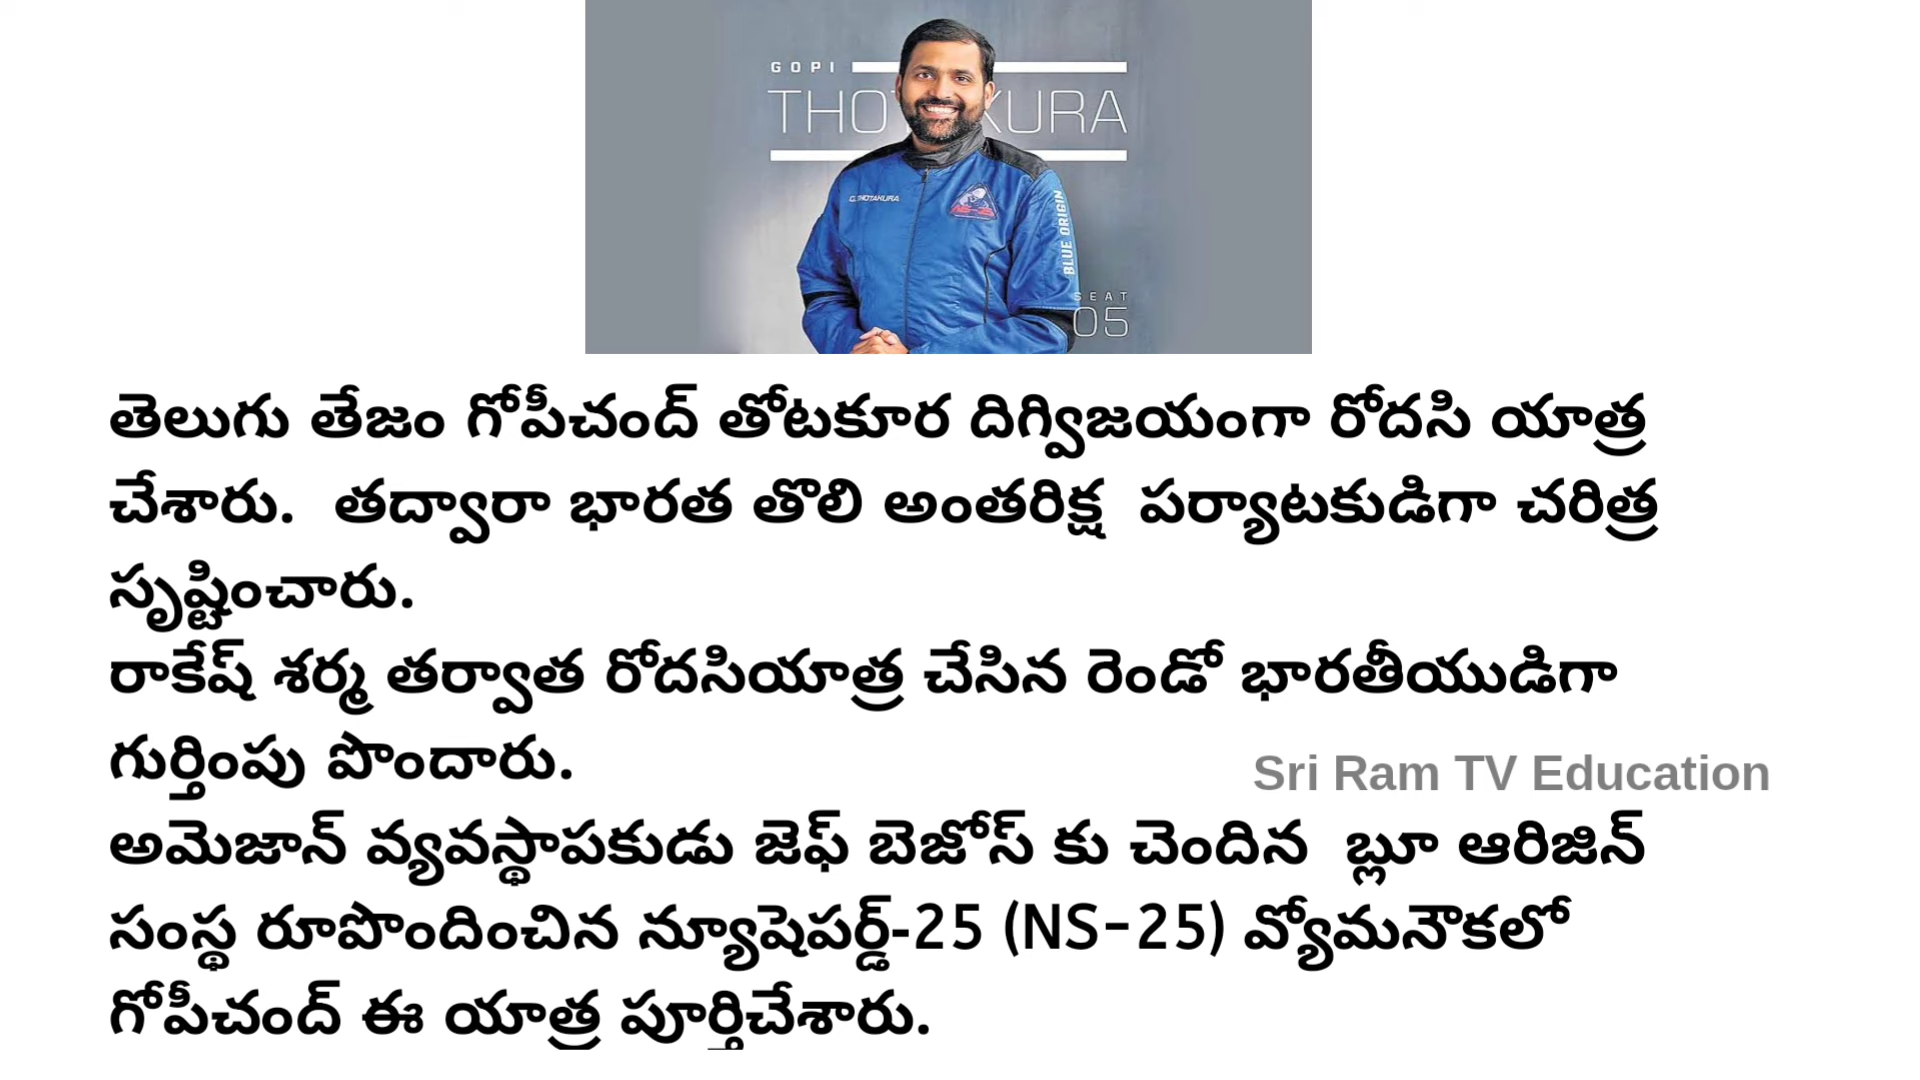 GOPI
THOTAKURA
G. THOTAKURA
BLUE ORIGIN
SEAT
05
తెలుగు తేజం గోపీచంద్ తోటకూర దిగ్విజయంగా రోదసి యాత్ర
చేశారు. తద్వారా భారత తొలి అంతరిక్ష పర్యాటకుడిగా చరిత్ర
సృష్టించారు.
రాకేష్ శర్మ తర్వాత రోదసియాత్ర చేసిన రెండో భారతీయుడిగా
గుర్తింపు పొందారు.
Sri Ram TV Education
అమెజాన్ వ్యవస్థాపకుడు జెఫ్ బెజోస్ కు చెందిన బ్లూ ఆరిజిన్
సంస్థ రూపొందించిన న్యూషెపర్డ్-25 (NS-25) వ్యోమనౌకలో
గోపీచంద్ ఈ యాత్ర పూర్తిచేశారు.